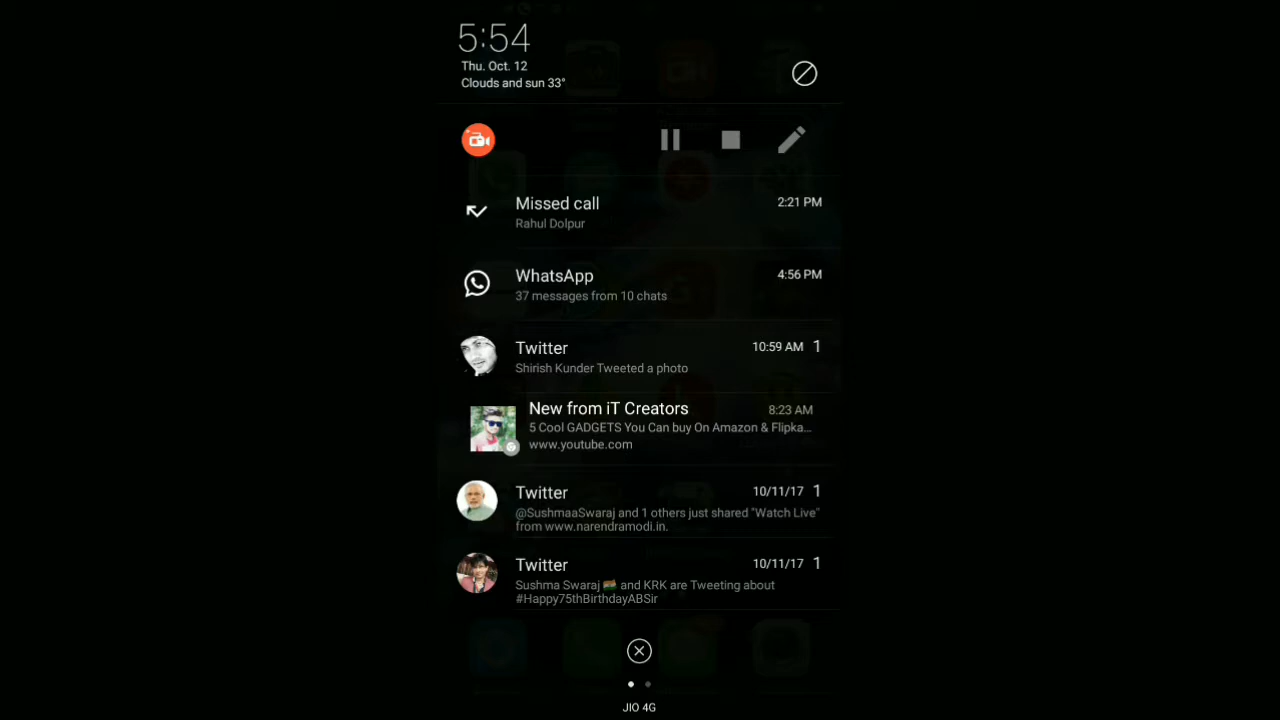 5:54
Thu. Oct. 12
Clouds and sun 33°
Missed call 2:21 PM
Rahul Dolpur
WhatsApp 4:56 PM
37 messages from 10 chats
Twitter 10:59 AM 1
Shirish Kunder Tweeted a photo
New from iT Creators 8:23 AM
5 Cool GADGETS You Can buy On Amazon & Flipka...
www.youtube.com
Twitter 10/11/17 1
@SushmaaSwaraj and 1 others just shared "Watch Live"
from www.narendramodi.in.
Twitter 10/11/17 1
Sushma Swaraj 🇮🇳 and KRK are Tweeting about
#Happy75thBirthdayABSir
JIO 4G